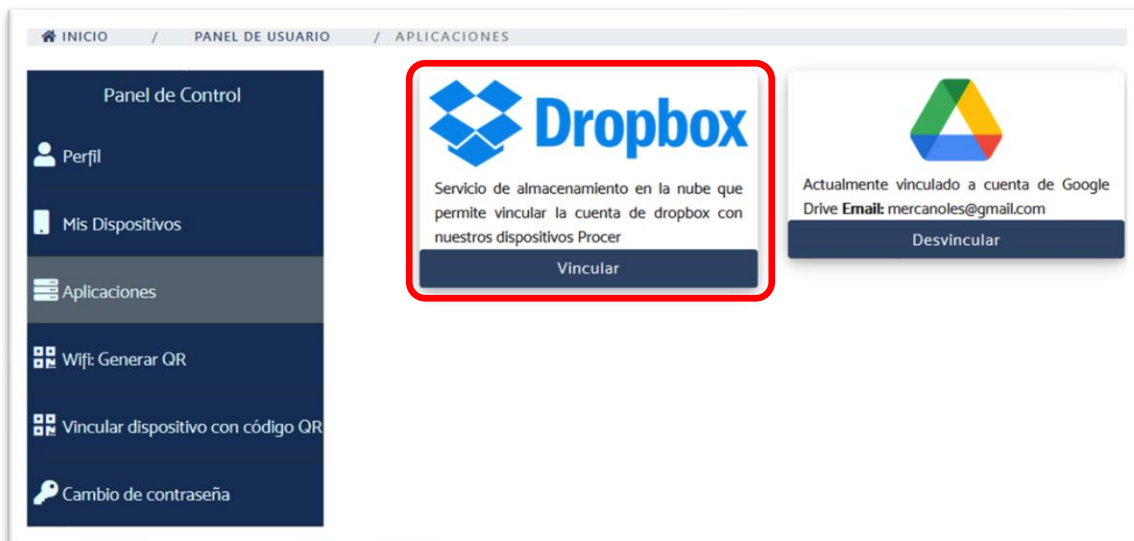 INICIO / PANEL DE USUARIO / APLICACIONES
Panel de Control
Perfil
Mis Dispositivos
Aplicaciones
Wifi: Generar QR
Vincular dispositivo con código QR
Cambio de contraseña
Dropbox
Servicio de almacenamiento en la nube que
permite vincular la cuenta de dropbox con
nuestros dispositivos Procer
Vincular
Actualmente vinculado a cuenta de Google
Drive Email: mercanoles@gmail.com
Desvincular